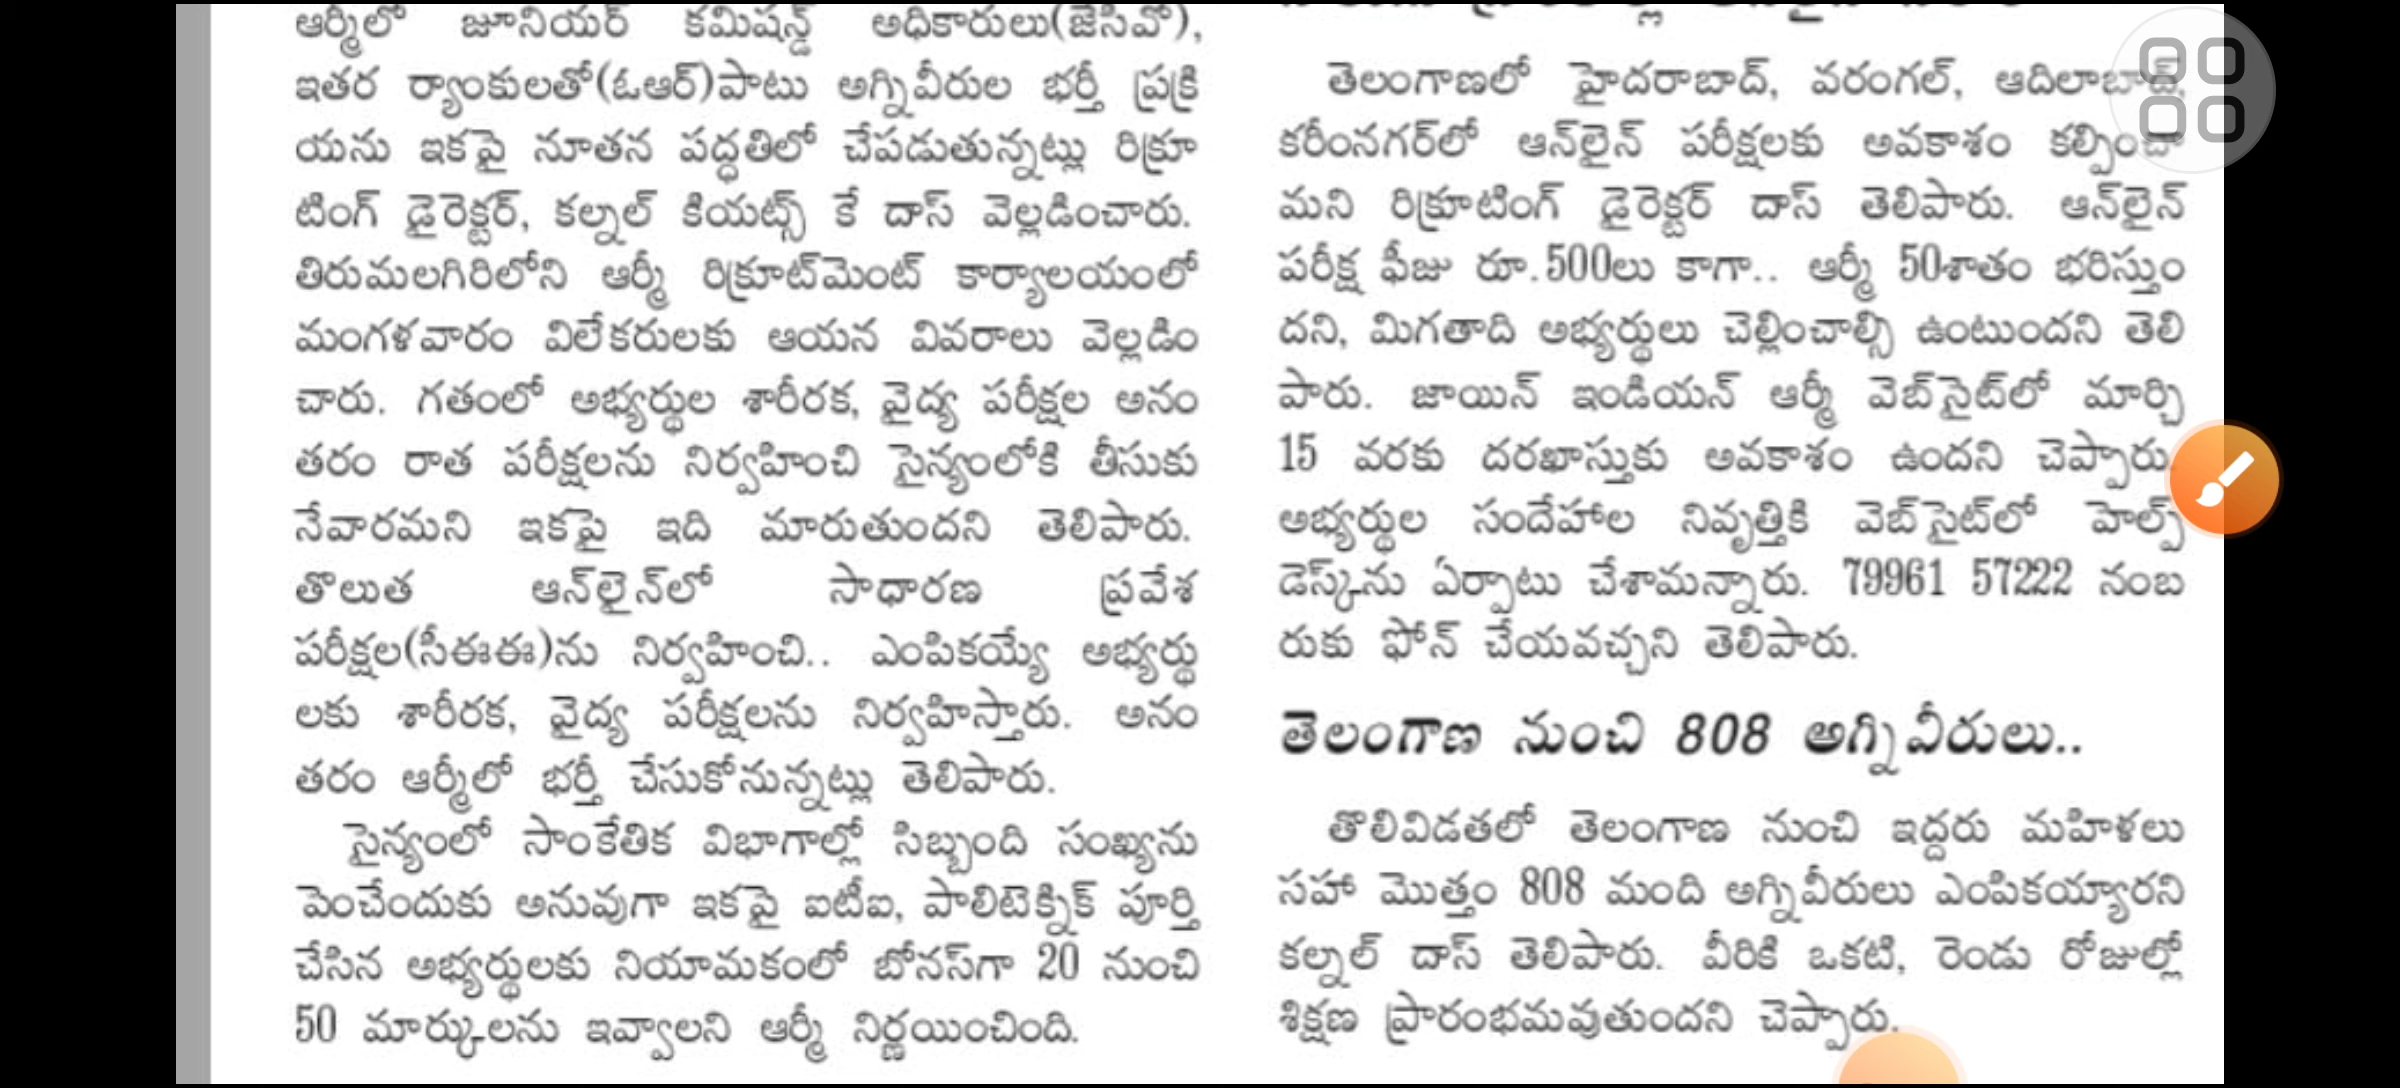 ఆర్మీలో జూనియర్ కమిషన్డ్ అధికారులు(జేసీవో),
ఇతర ర్యాంకులతో(ఓఆర్)పాటు అగ్నివీరుల భర్తీ ప్రక్రి
యను ఇకపై నూతన పద్ధతిలో చేపడుతున్నట్లు రిక్రూ
టింగ్ డైరెక్టర్, కల్నల్ కియట్స్ కే దాస్ వెల్లడించారు.
తిరుమలగిరిలోని ఆర్మీ రిక్రూట్‌మెంట్ కార్యాలయంలో
మంగళవారం విలేకరులకు ఆయన వివరాలు వెల్లడిం
చారు. గతంలో అభ్యర్థుల శారీరక, వైద్య పరీక్షల అనం
తరం రాత పరీక్షలను నిర్వహించి సైన్యంలోకి తీసుకు
నేవారమని ఇకపై ఇది మారుతుందని తెలిపారు.
తొలుత ఆన్‌లైన్‌లో సాధారణ ప్రవేశ
పరీక్షల(సీఈఈ)ను నిర్వహించి.. ఎంపికయ్యే అభ్యర్థు
లకు శారీరక, వైద్య పరీక్షలను నిర్వహిస్తారు. అనం
తరం ఆర్మీలో భర్తీ చేసుకోనున్నట్లు తెలిపారు.
సైన్యంలో సాంకేతిక విభాగాల్లో సిబ్బంది సంఖ్యను
పెంచేందుకు అనువుగా ఇకపై ఐటీఐ, పాలిటెక్నిక్ పూర్తి
చేసిన అభ్యర్థులకు నియామకంలో బోనస్‌గా 20 నుంచి
50 మార్కులను ఇవ్వాలని ఆర్మీ నిర్ణయించింది.
తెలంగాణలో హైదరాబాద్, వరంగల్, ఆదిలాబాద్,
కరీంనగర్‌లో ఆన్‌లైన్ పరీక్షలకు అవకాశం కల్పించా
మని రిక్రూటింగ్ డైరెక్టర్ దాస్ తెలిపారు. ఆన్‌లైన్
పరీక్ష ఫీజు రూ.500లు కాగా.. ఆర్మీ 50శాతం భరిస్తుం
దని, మిగతాది అభ్యర్థులు చెల్లించాల్సి ఉంటుందని తెలి
పారు. జాయిన్ ఇండియన్ ఆర్మీ వెబ్‌సైట్‌లో మార్చి
15 వరకు దరఖాస్తుకు అవకాశం ఉందని చెప్పారు.
అభ్యర్థుల సందేహాల నివృత్తికి వెబ్‌సైట్‌లో హెల్ప్
డెస్క్‌ను ఏర్పాటు చేశామన్నారు. 79961 57222 నంబ
రుకు ఫోన్ చేయవచ్చని తెలిపారు.
తెలంగాణ నుంచి 808 అగ్నివీరులు..
తొలివిడతలో తెలంగాణ నుంచి ఇద్దరు మహిళలు
సహా మొత్తం 808 మంది అగ్నివీరులు ఎంపికయ్యారని
కల్నల్ దాస్ తెలిపారు. వీరికి ఒకటి, రెండు రోజుల్లో
శిక్షణ ప్రారంభమవుతుందని చెప్పారు.